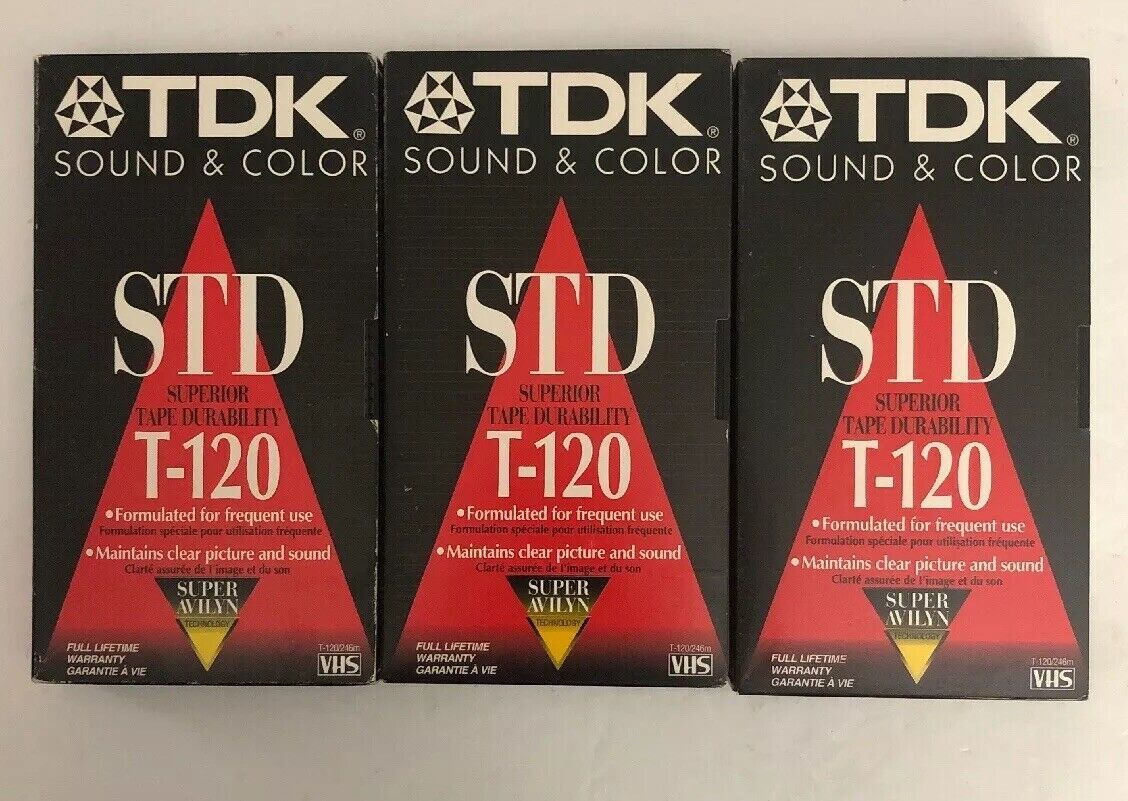 TDK®
SOUND & COLOR
STD
SUPERIOR
TAPE DURABILITY
T-120
•Formulated for frequent use
Formulation spéciale pour utilisation fréquente
•Maintains clear picture and sound
Clarté assurée de l'image et du son
SUPER
AVILYN
TECHNOLOGY
FULL LIFETIME
WARRANTY
GARANTIE À VIE
T-120/246m
VHS
TDK®
SOUND & COLOR
STD
SUPERIOR
TAPE DURABILITY
T-120
•Formulated for frequent use
Formulation spéciale pour utilisation fréquente
•Maintains clear picture and sound
Clarté assurée de l'image et du son
SUPER
AVILYN
TECHNOLOGY
FULL LIFETIME
WARRANTY
GARANTIE À VIE
T-120/246m
VHS
TDK®
SOUND & COLOR
STD
SUPERIOR
TAPE DURABILITY
T-120
•Formulated for frequent use
Formulation spéciale pour utilisation fréquente
•Maintains clear picture and sound
Clarté assurée de l'image et du son
SUPER
AVILYN
TECHNOLOGY
FULL LIFETIME
WARRANTY
GARANTIE À VIE
T-120/246m
VHS